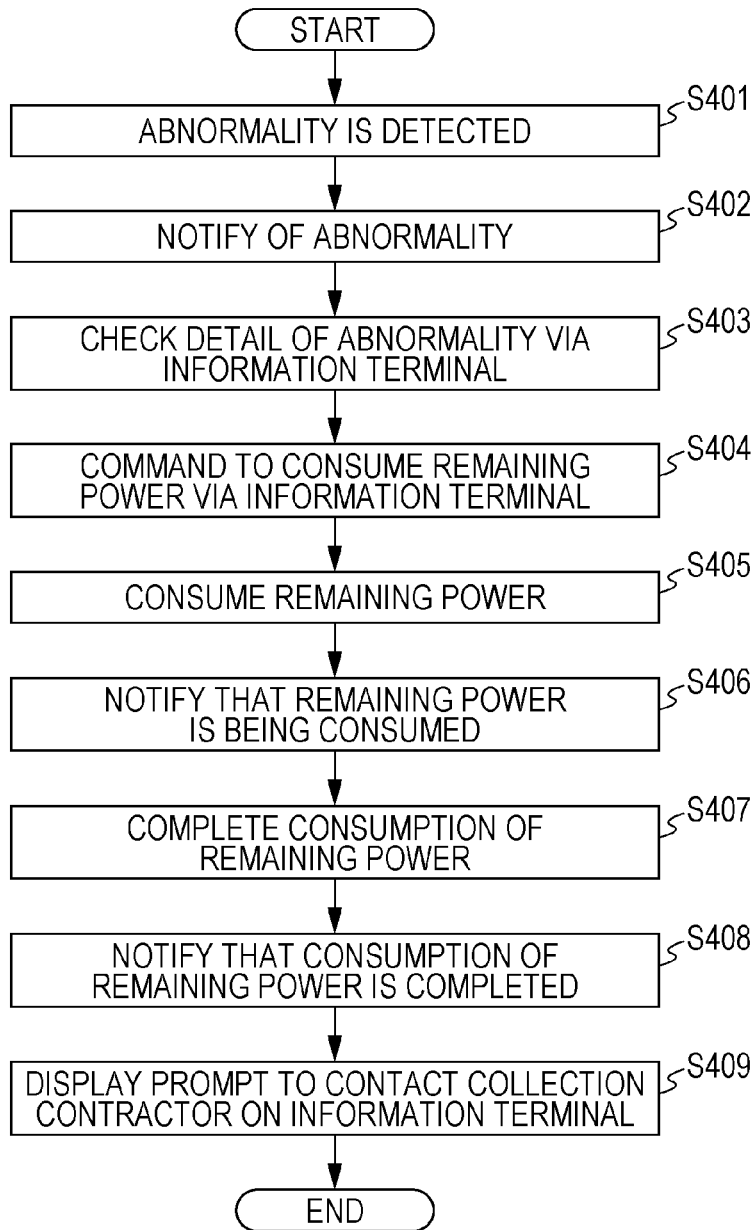 START
ABNORMALITY IS DETECTED
S401
NOTIFY OF ABNORMALITY
S402
CHECK DETAIL OF ABNORMALITY VIA
INFORMATION TERMINAL
S403
COMMAND TO CONSUME REMAINING
POWER VIA INFORMATION TERMINAL
S404
CONSUME REMAINING POWER
S405
NOTIFY THAT REMAINING POWER
IS BEING CONSUMED
S406
COMPLETE CONSUMPTION OF
REMAINING POWER
S407
NOTIFY THAT CONSUMPTION OF
REMAINING POWER IS COMPLETED
S408
DISPLAY PROMPT TO CONTACT COLLECTION
CONTRACTOR ON INFORMATION TERMINAL
S409
END